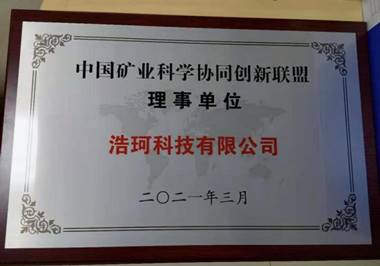 中国矿业科学协同创新联盟
理事单位
浩珂科技有限公司
二〇二一年三月